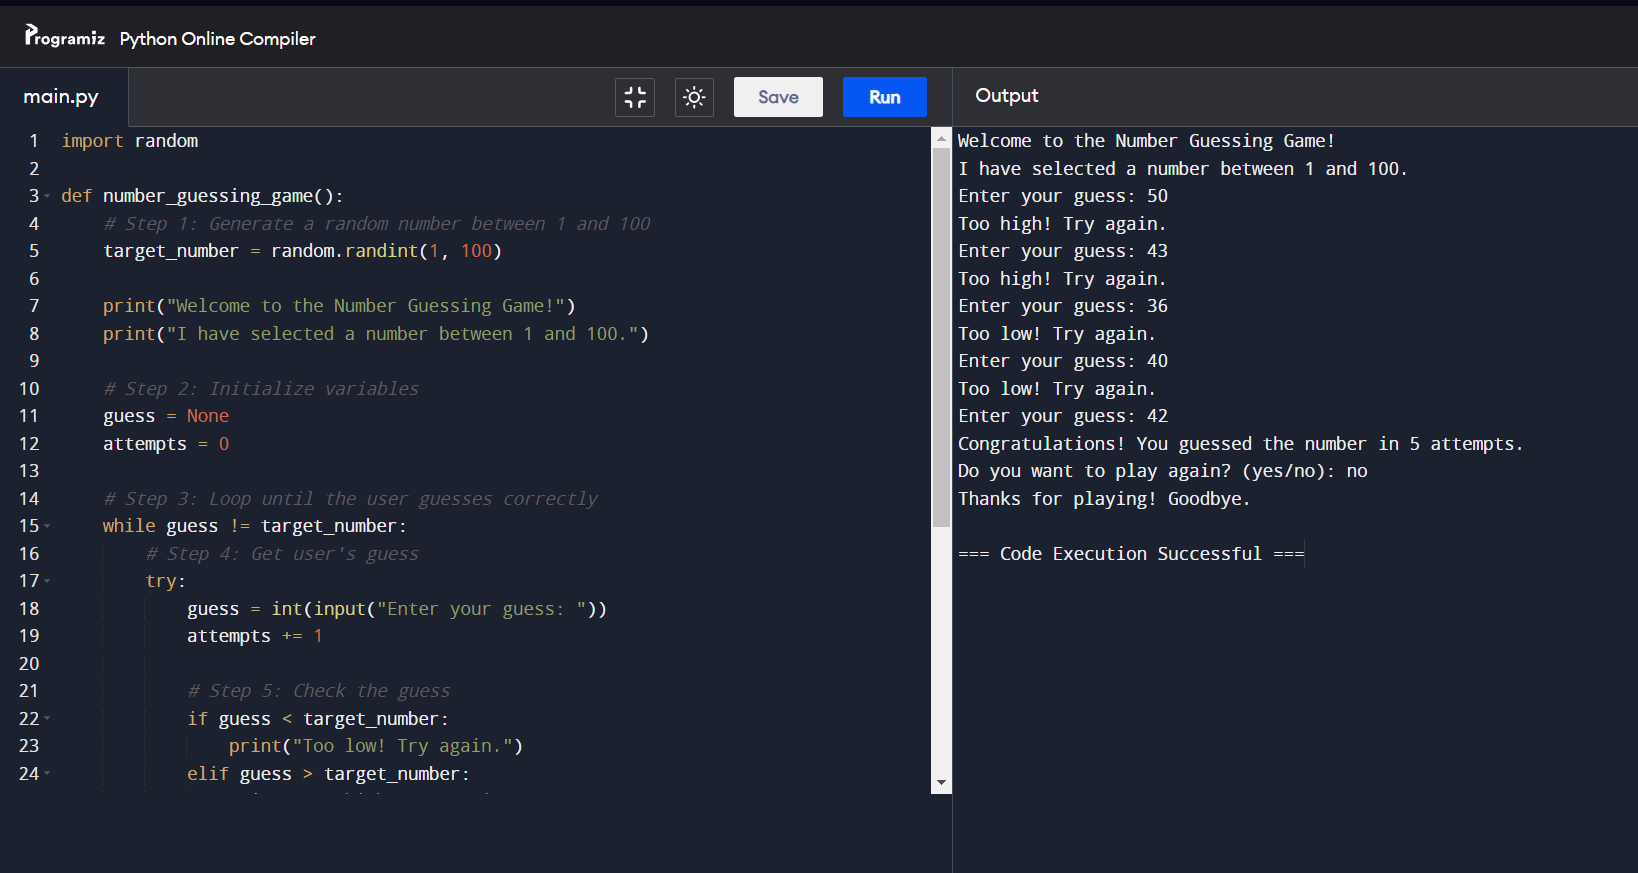 Programiz Python Online Compiler
main.py
Save
Run
Output
1 import random
2
3 def number_guessing_game():
4     # Step 1: Generate a random number between 1 and 100
5     target_number = random.randint(1, 100)
6
7     print("Welcome to the Number Guessing Game!")
8     print("I have selected a number between 1 and 100.")
9
10     # Step 2: Initialize variables
11     guess = None
12     attempts = 0
13
14     # Step 3: Loop until the user guesses correctly
15     while guess != target_number:
16         # Step 4: Get user's guess
17         try:
18             guess = int(input("Enter your guess: "))
19             attempts += 1
20
21             # Step 5: Check the guess
22             if guess < target_number:
23                 print("Too low! Try again.")
24             elif guess > target_number:
Welcome to the Number Guessing Game!
I have selected a number between 1 and 100.
Enter your guess: 50
Too high! Try again.
Enter your guess: 43
Too high! Try again.
Enter your guess: 36
Too low! Try again.
Enter your guess: 40
Too low! Try again.
Enter your guess: 42
Congratulations! You guessed the number in 5 attempts.
Do you want to play again? (yes/no): no
Thanks for playing! Goodbye.
=== Code Execution Successful ===